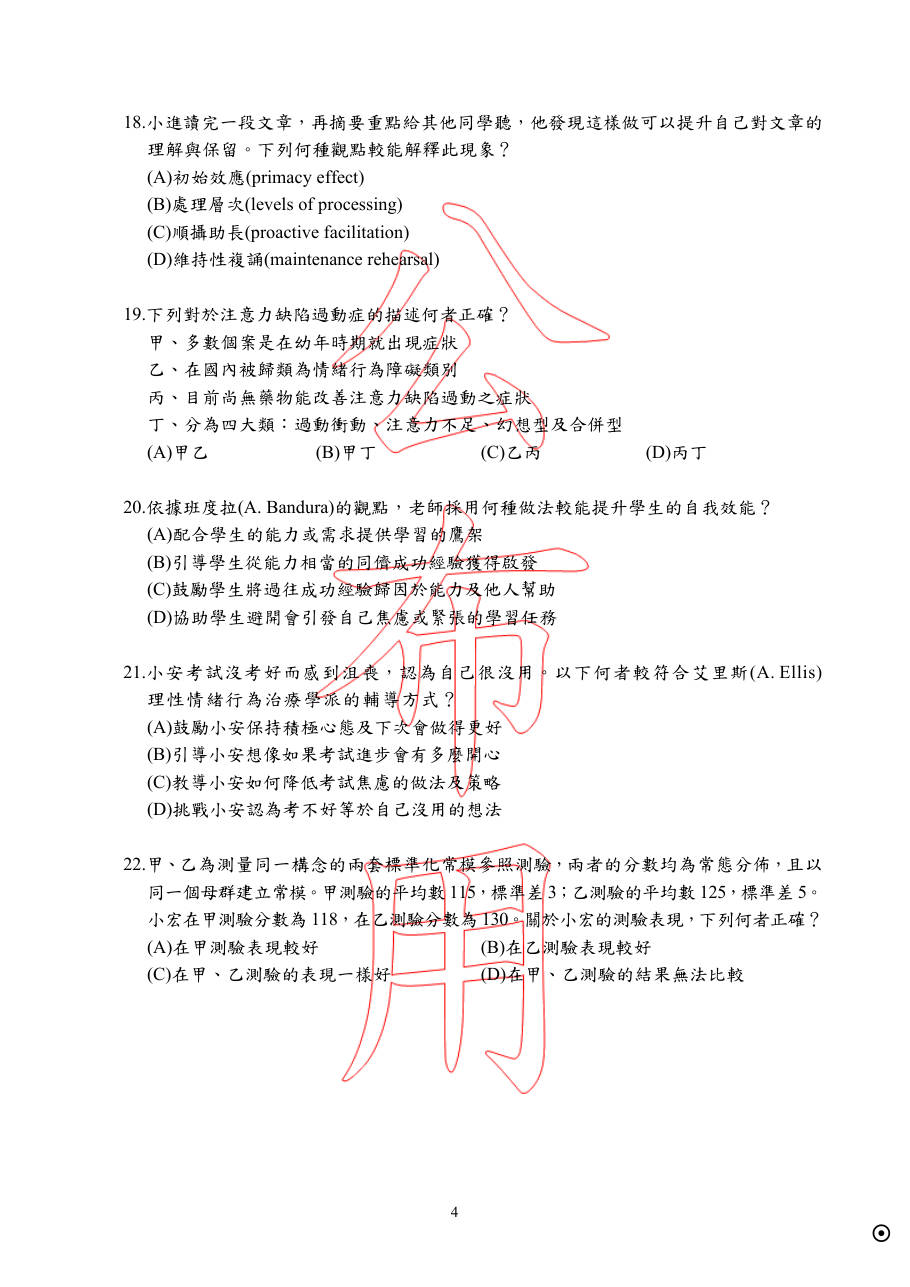 18.小進讀完一段文章，再摘要重點給其他同學聽，他發現這樣做可以提升自己對文章的
理解與保留。下列何種觀點較能解釋此現象？
(A)初始效應(primacy effect)
(B)處理層次(levels of processing)
(C)順攝助長(proactive facilitation)
(D)維持性複誦(maintenance rehearsal)
19.下列對於注意力缺陷過動症的描述何者正確？
甲、多數個案是在幼年時期就出現症狀
乙、在國內被歸類為情緒行為障礙類別
丙、目前尚無藥物能改善注意力缺陷過動之症狀
丁、分為四大類：過動衝動、注意力不足、幻想型及合併型
(A)甲乙 (B)甲丁 (C)乙丙 (D)丙丁
20.依據班度拉(A. Bandura)的觀點，老師採用何種做法較能提升學生的自我效能？
(A)配合學生的能力或需求提供學習的鷹架
(B)引導學生從能力相當的同儕成功經驗獲得啟發
(C)鼓勵學生將過往成功經驗歸因於能力及他人幫助
(D)協助學生避開會引發自己焦慮或緊張的學習任務
21.小安考試沒考好而感到沮喪，認為自己很沒用。以下何者較符合艾里斯(A. Ellis)
理性情緒行為治療學派的輔導方式？
(A)鼓勵小安保持積極心態及下次會做得更好
(B)引導小安想像如果考試進步會有多麼開心
(C)教導小安如何降低考試焦慮的做法及策略
(D)挑戰小安認為考不好等於自己沒用的想法
22.甲、乙為測量同一構念的兩套標準化常模參照測驗，兩者的分數均為常態分佈，且以
同一個母群建立常模。甲測驗的平均數 115，標準差 3；乙測驗的平均數 125，標準差 5。
小宏在甲測驗分數為 118，在乙測驗分數為 130。關於小宏的測驗表現，下列何者正確？
(A)在甲測驗表現較好 (B)在乙測驗表現較好
(C)在甲、乙測驗的表現一樣好 (D)在甲、乙測驗的結果無法比較
公布用
4